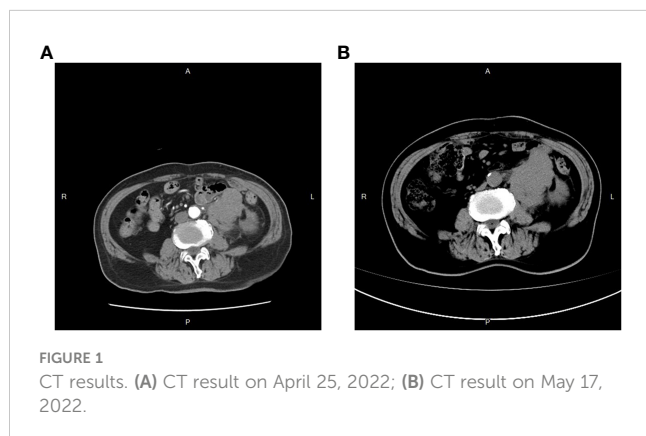 A
B
A
A
R
L
R
L
P
P
FIGURE 1
CT results. (A) CT result on April 25, 2022; (B) CT result on May 17,
2022.